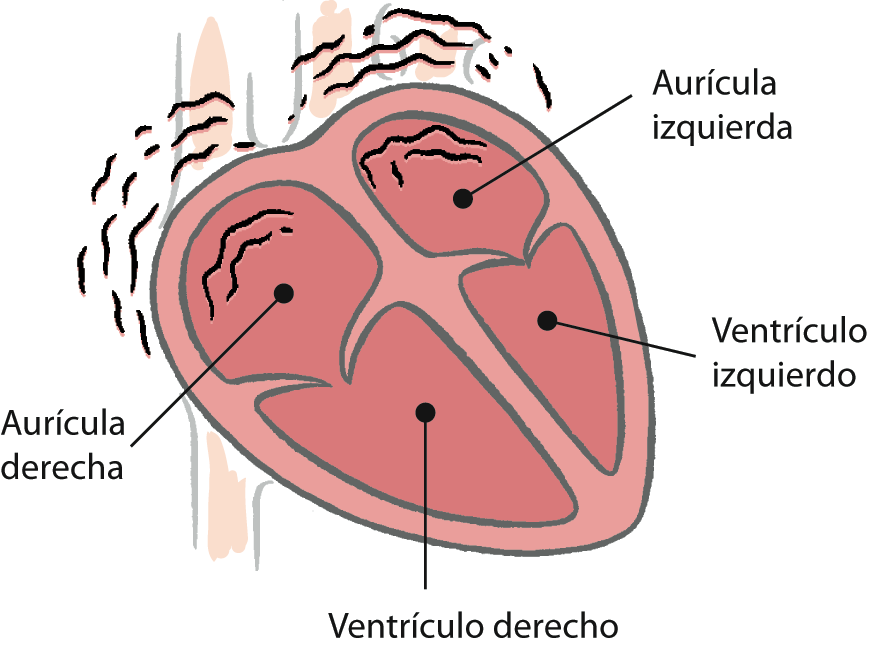 Aurícula
izquierda
Ventrículo
izquierdo
Aurícula
derecha
Ventrículo derecho